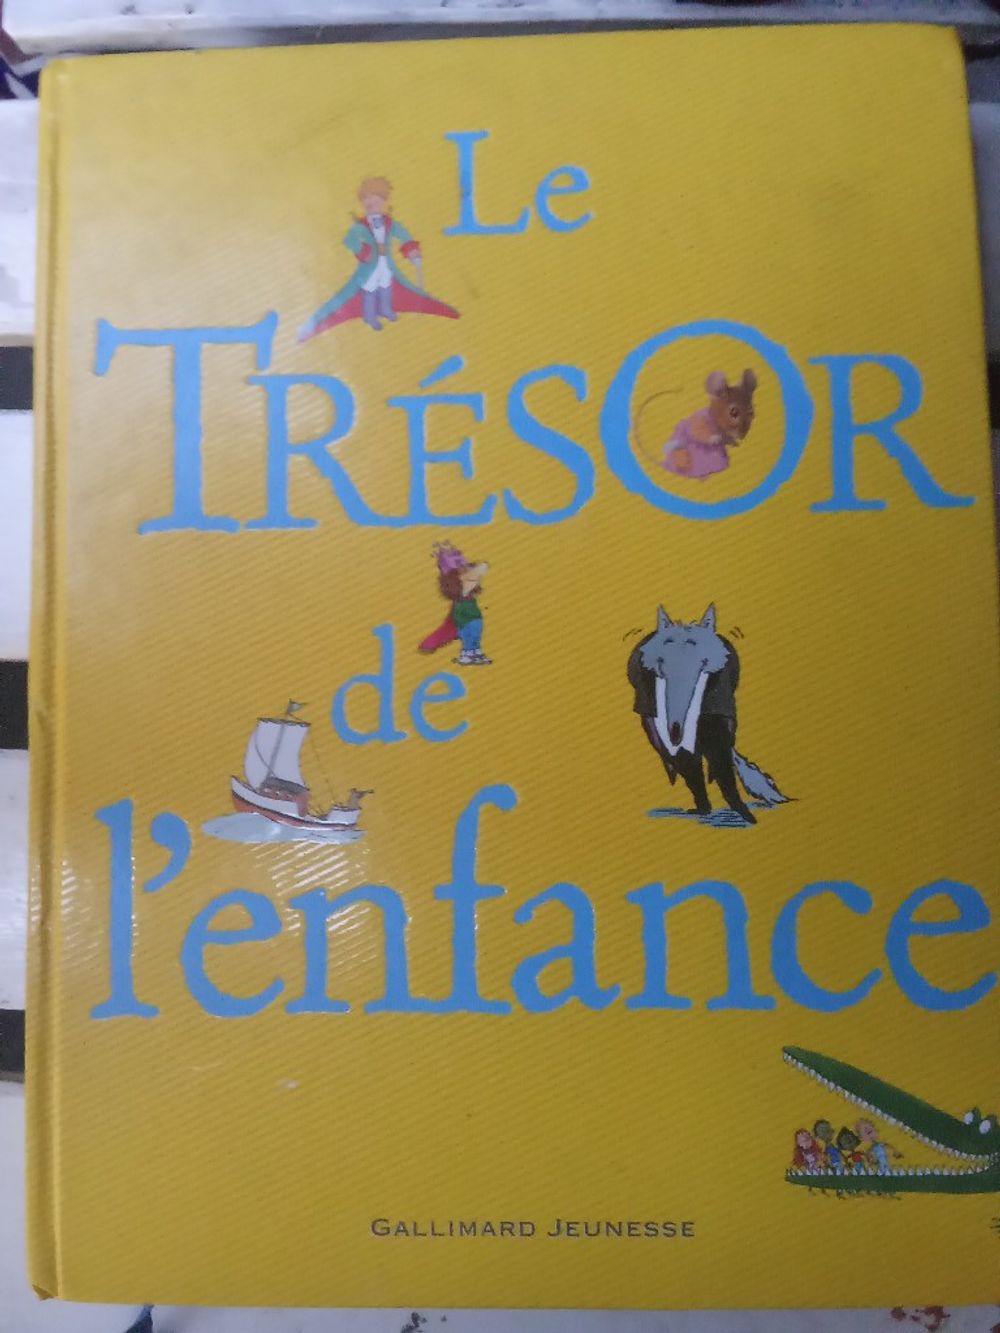 Le
TRÉSOR
de
l'enfance
GALLIMARD JEUNESSE